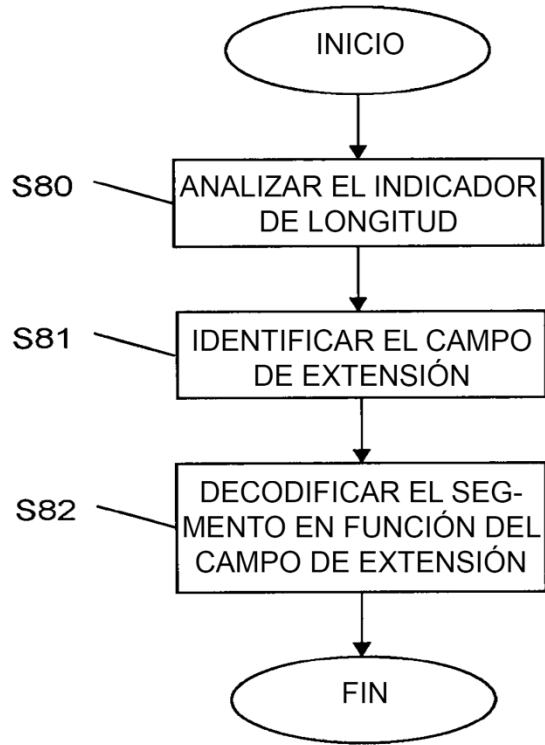 INICIO
S80
ANALIZAR EL INDICADOR
DE LONGITUD
S81
IDENTIFICAR EL CAMPO
DE EXTENSIÓN
S82
DECODIFICAR EL SEG-
MENTO EN FUNCIÓN DEL
CAMPO DE EXTENSIÓN
FIN